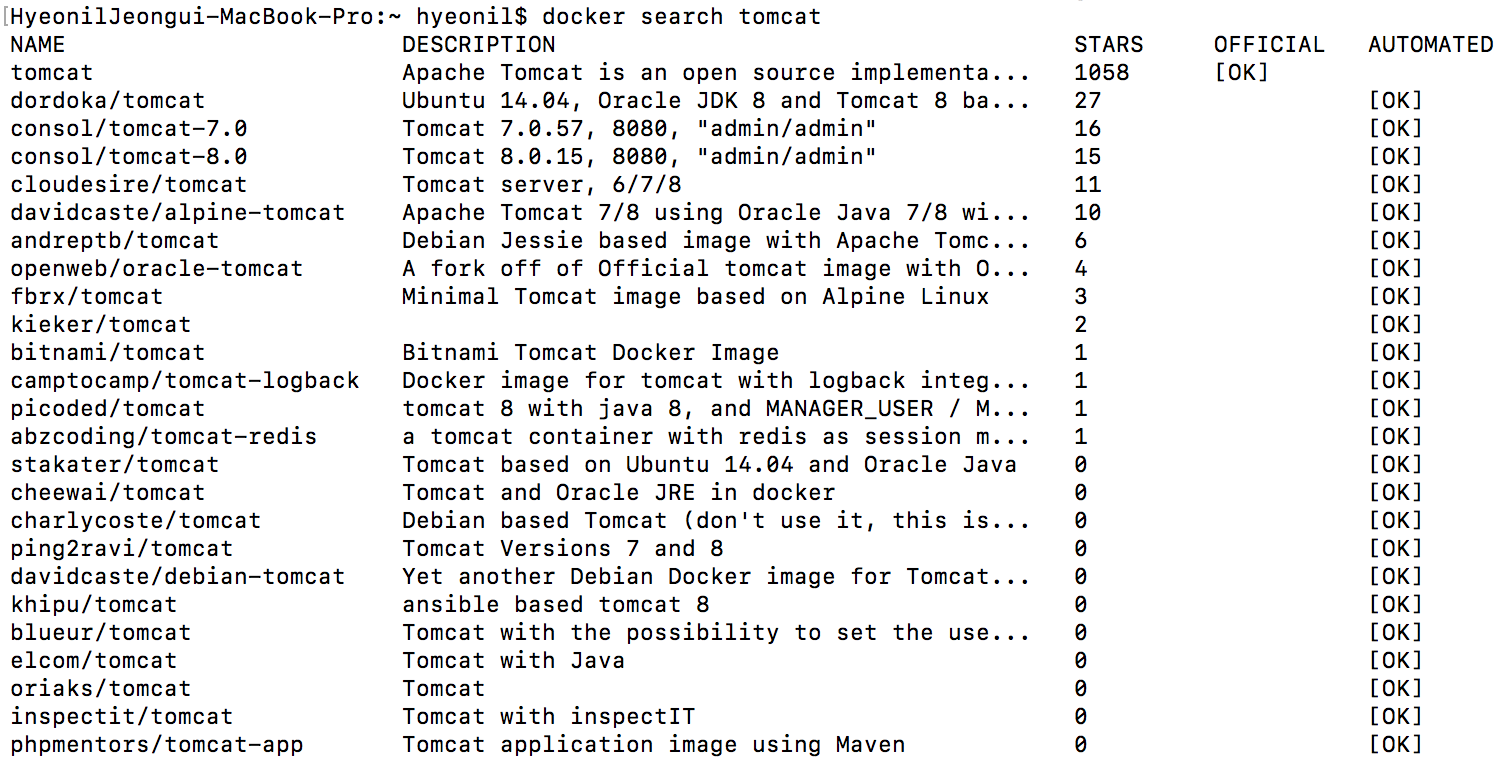 [HyeonilJeongui-MacBook-Pro:~ hyeonil$ docker search tomcat
NAME DESCRIPTION STARS OFFICIAL AUTOMATED
tomcat Apache Tomcat is an open source implementa... 1058 [OK]
dordoka/tomcat Ubuntu 14.04, Oracle JDK 8 and Tomcat 8 ba... 27 [OK]
consol/tomcat-7.0 Tomcat 7.0.57, 8080, "admin/admin" 16 [OK]
consol/tomcat-8.0 Tomcat 8.0.15, 8080, "admin/admin" 15 [OK]
cloudesire/tomcat Tomcat server, 6/7/8 11 [OK]
davidcaste/alpine-tomcat Apache Tomcat 7/8 using Oracle Java 7/8 wi... 10 [OK]
andreptb/tomcat Debian Jessie based image with Apache Tomc... 6 [OK]
openweb/oracle-tomcat A fork off of Official tomcat image with O... 4 [OK]
fbrx/tomcat Minimal Tomcat image based on Alpine Linux 3 [OK]
kieker/tomcat 2 [OK]
bitnami/tomcat Bitnami Tomcat Docker Image 1 [OK]
camptocamp/tomcat-logback Docker image for tomcat with logback integ... 1 [OK]
picoded/tomcat tomcat 8 with java 8, and MANAGER_USER / M... 1 [OK]
abzcoding/tomcat-redis a tomcat container with redis as session m... 1 [OK]
stakater/tomcat Tomcat based on Ubuntu 14.04 and Oracle Java 0 [OK]
cheewai/tomcat Tomcat and Oracle JRE in docker 0 [OK]
charlycoste/tomcat Debian based Tomcat (don't use it, this is... 0 [OK]
ping2ravi/tomcat Tomcat Versions 7 and 8 0 [OK]
davidcaste/debian-tomcat Yet another Debian Docker image for Tomcat... 0 [OK]
khipu/tomcat ansible based tomcat 8 0 [OK]
blueur/tomcat Tomcat with the possibility to set the use... 0 [OK]
elcom/tomcat Tomcat with Java 0 [OK]
oriaks/tomcat Tomcat 0 [OK]
inspectit/tomcat Tomcat with inspectIT 0 [OK]
phpmentors/tomcat-app Tomcat application image using Maven 0 [OK]